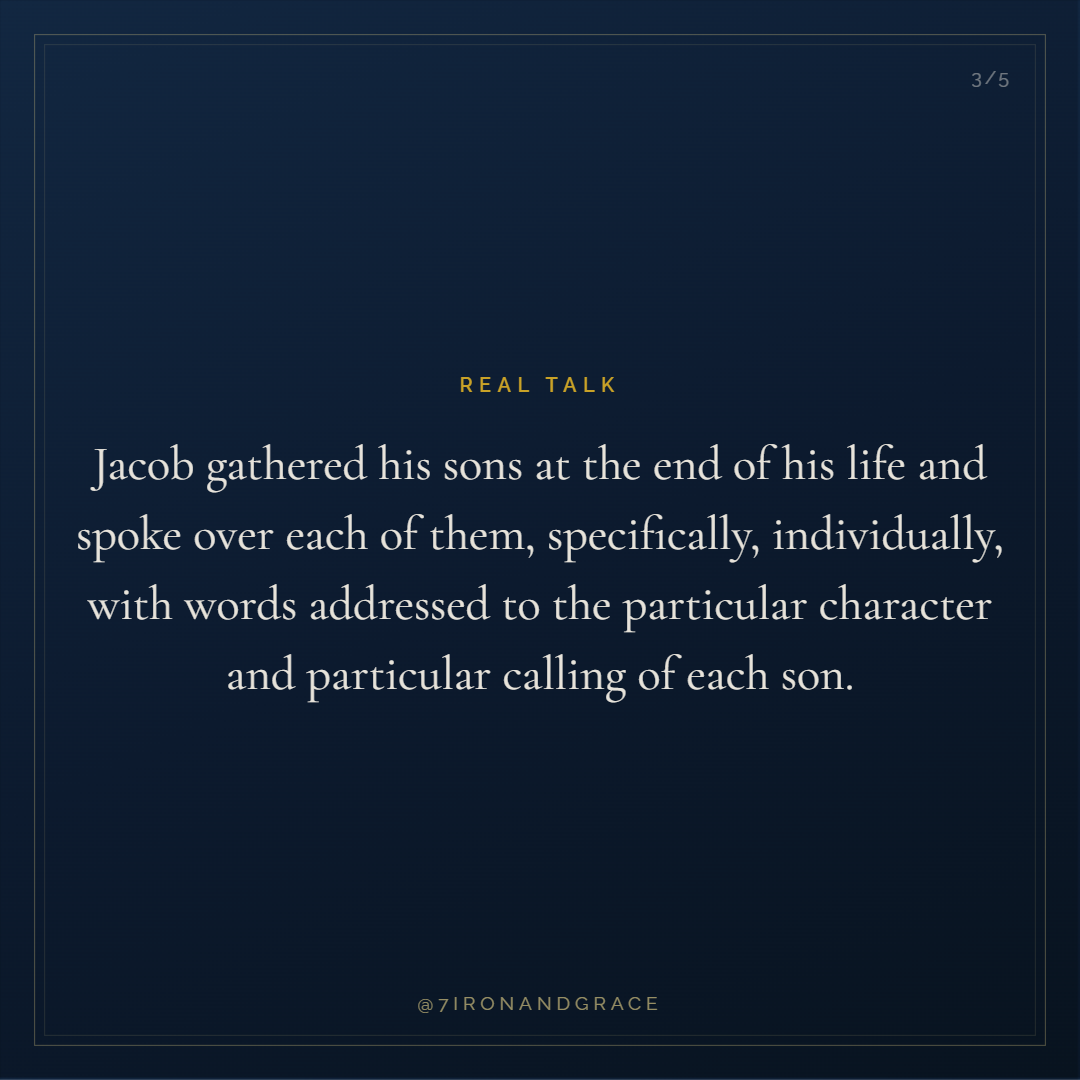 3/5
REAL TALK
Jacob gathered his sons at the end of his life and
spoke over each of them, specifically, individually,
with words addressed to the particular character
and particular calling of each son.
@7IRONANDGRACE